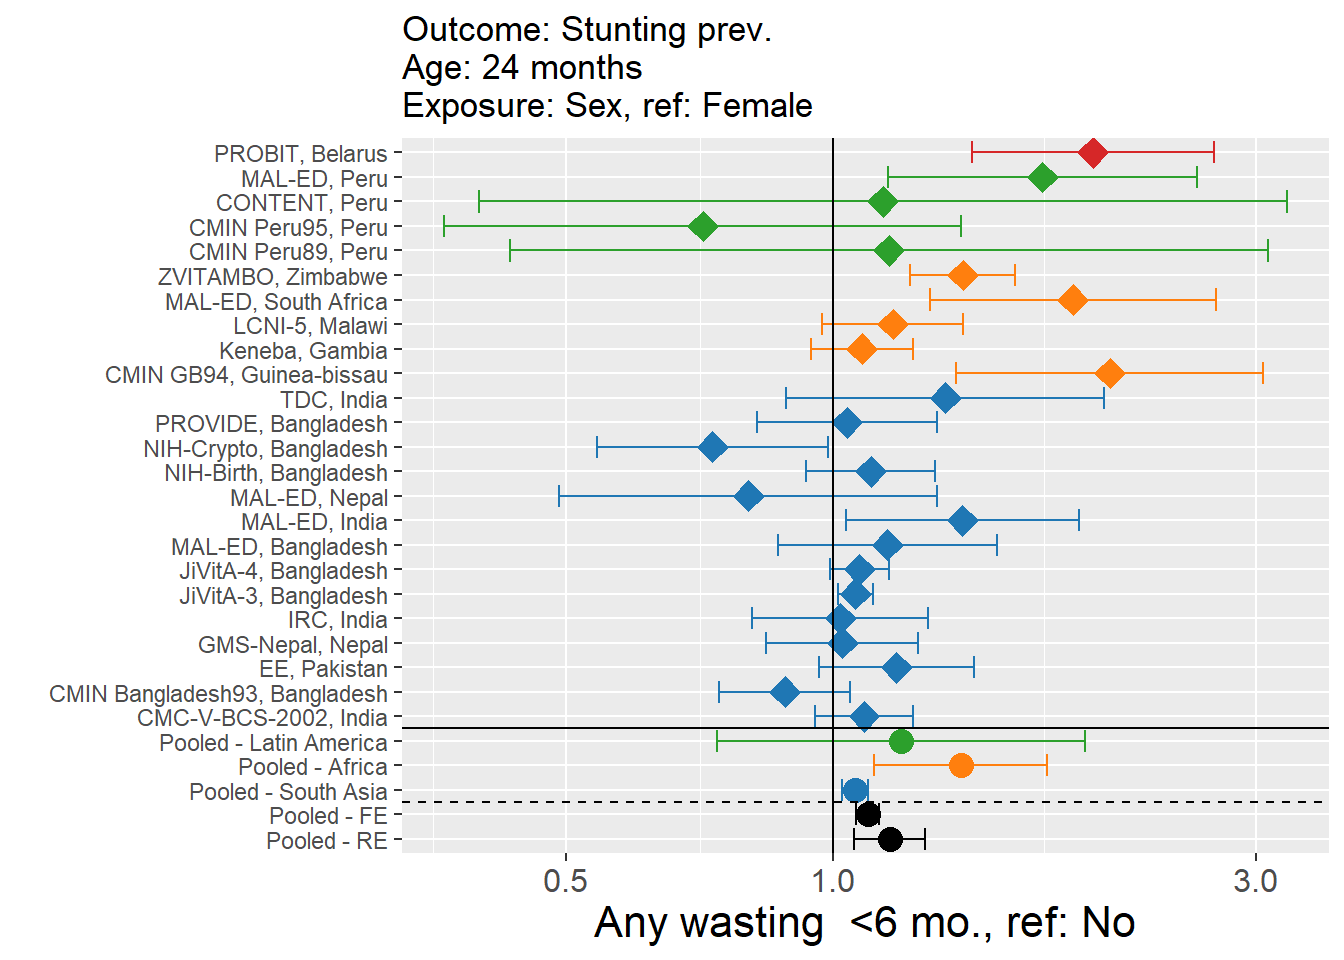 Outcome: Stunting prev.
Age: 24 months
Exposure: Sex, ref: Female
PROBIT, Belarus
MAL-ED, Peru
CONTENT, Peru
CMIN Peru95, Peru
CMIN Peru89, Peru
ZVITAMBO, Zimbabwe
MAL-ED, South Africa
LCNI-5, Malawi
Keneba, Gambia
CMIN GB94, Guinea-bissau
TDC, India
PROVIDE, Bangladesh
NIH-Crypto, Bangladesh
NIH-Birth, Bangladesh
MAL-ED, Nepal
MAL-ED, India
MAL-ED, Bangladesh
JiVitA-4, Bangladesh
JiVitA-3, Bangladesh
IRC, India
GMS-Nepal, Nepal
EE, Pakistan
CMIN Bangladesh93, Bangladesh
CMC-V-BCS-2002, India
Pooled - Latin America
Pooled - Africa
Pooled - South Asia
Pooled - FE
Pooled - RE
0.5 1.0 3.0
Any wasting  <6 mo., ref: No